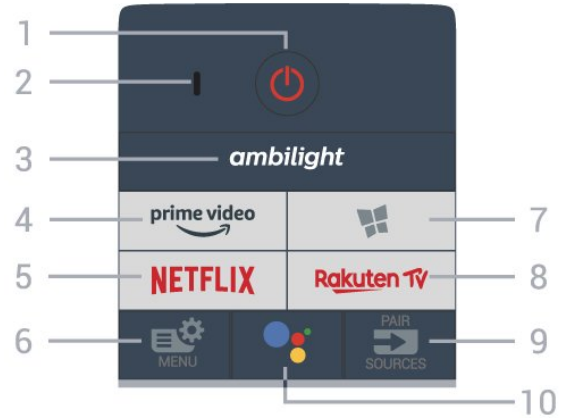 1
2
3
ambilight
4
prime video
7
5
NETFLIX
Rakuten TV
8
6
MENU
PAIR
SOURCES
9
10